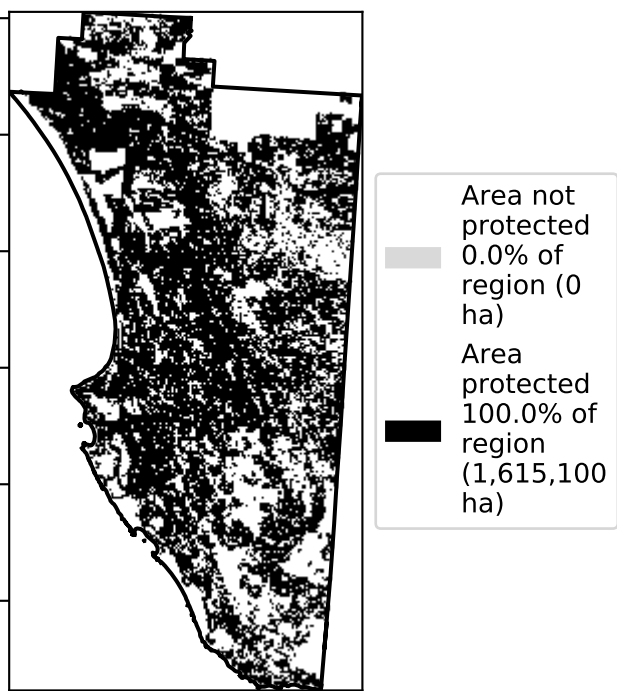 Area not
protected
0.0% of
region (0
ha)
Area
protected
100.0% of
region
(1,615,100
ha)